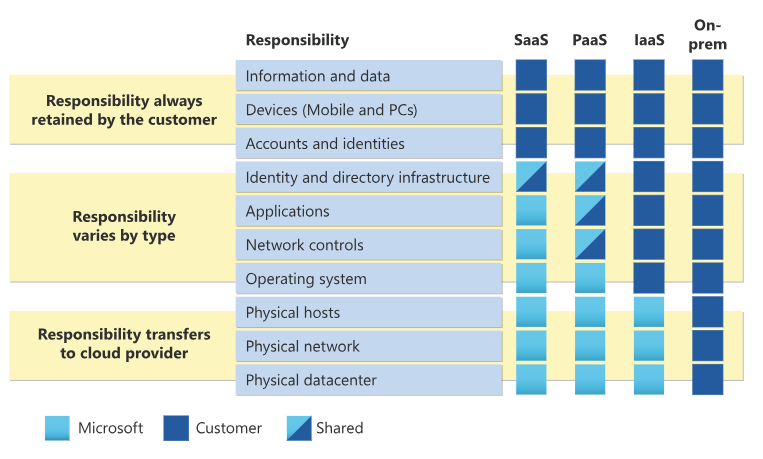 Responsibility
SaaS
PaaS
IaaS
On-
prem
Responsibility always
retained by the customer
Information and data
Devices (Mobile and PCs)
Accounts and identities
Responsibility
varies by type
Identity and directory infrastructure
Applications
Network controls
Operating system
Responsibility transfers
to cloud provider
Physical hosts
Physical network
Physical datacenter
Microsoft
Customer
Shared